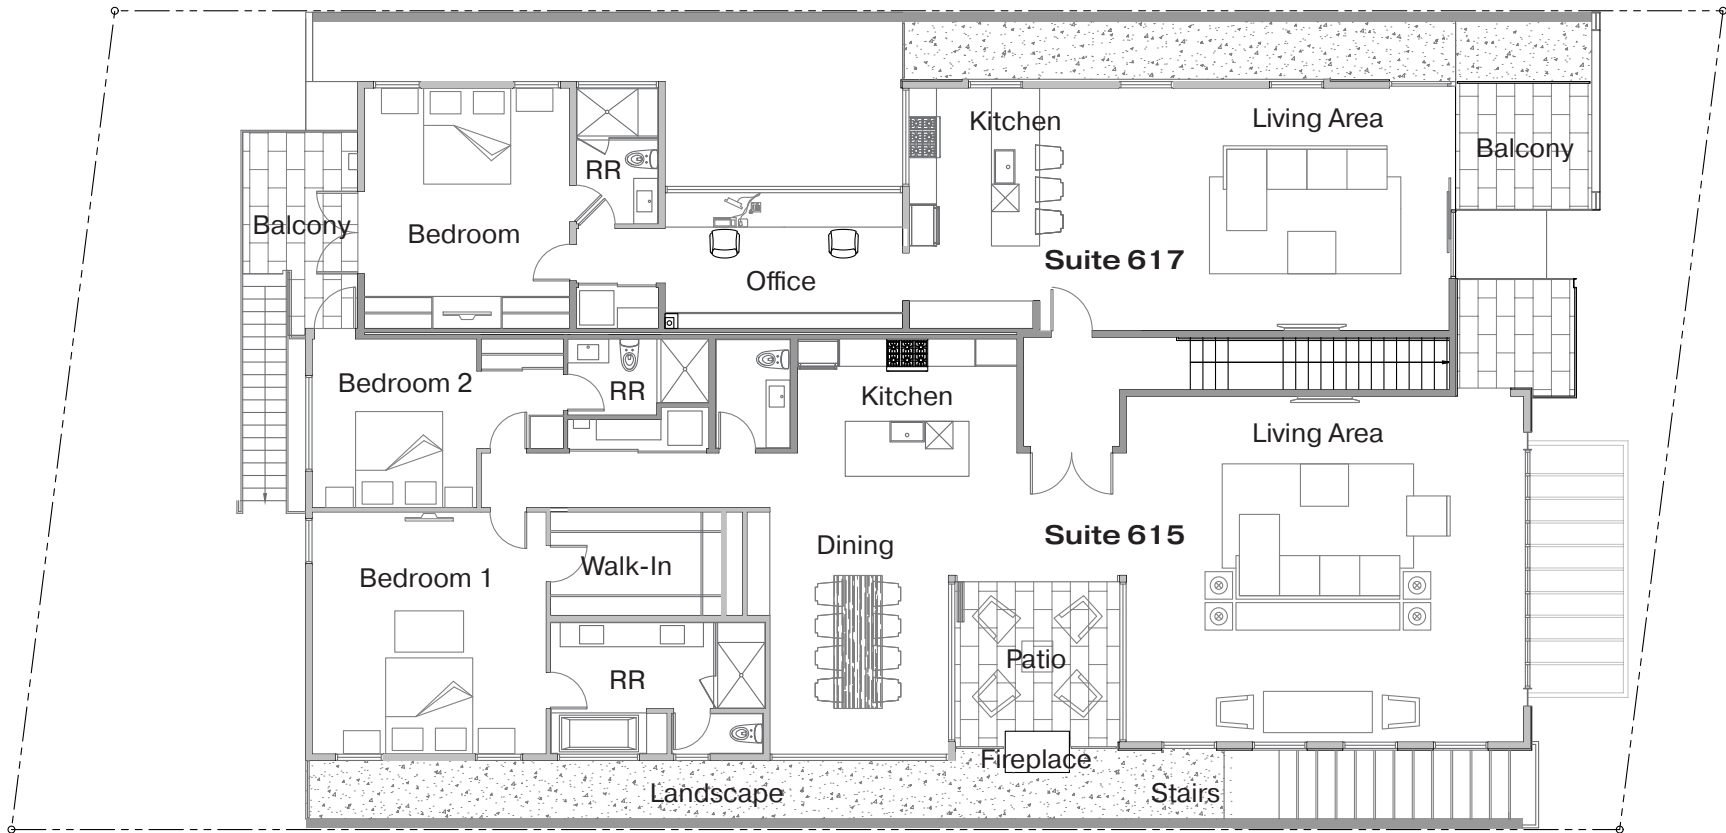 Kitchen
Living Area
Balcony
RR
Balcony
Bedroom
Suite 617
Office
Bedroom 2
RR
Kitchen
Living Area
Suite 615
Dining
Walk-In
Bedroom 1
Patio
RR
Fireplace
Landscape
Stairs